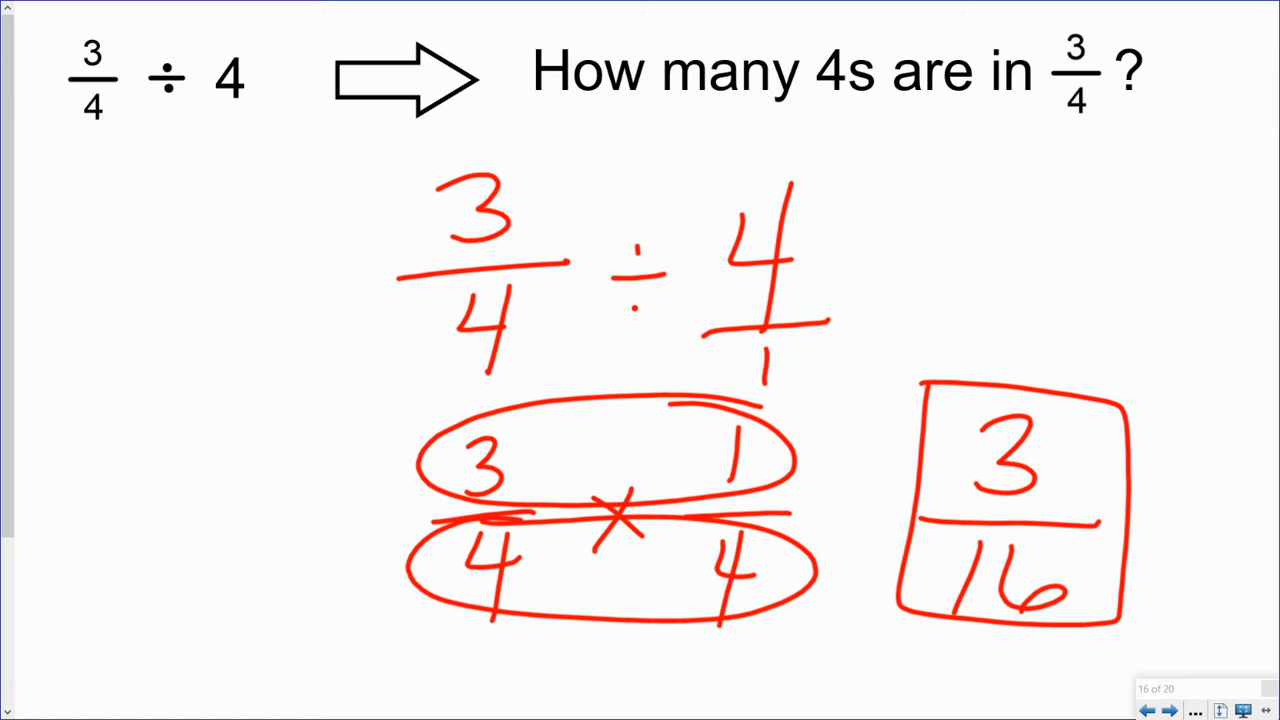 3/4 ÷ 4 ⇨ How many 4s are in 3/4 ?
3/4 ÷ 4/1
3/4 × 1/4
3/16
16 of 20